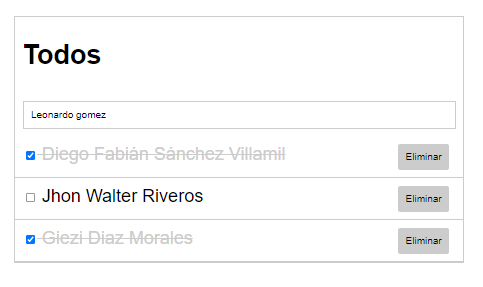 Todos
Leonardo gomez
Diego Fabián Sánchez Villamil Eliminar
Jhon Walter Riveros Eliminar
Giezi Diaz Morales Eliminar